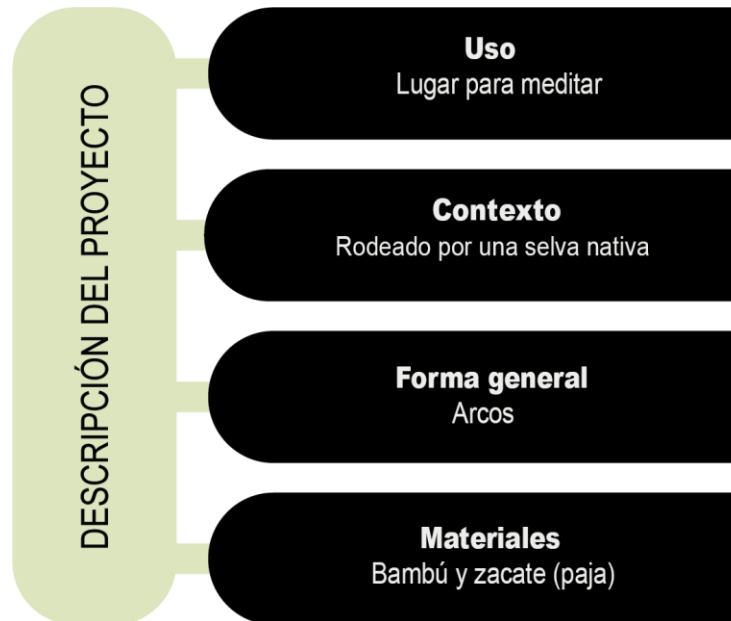 DESCRIPCIÓN DEL PROYECTO
Uso
Lugar para meditar
Contexto
Rodeado por una selva nativa
Forma general
Arcos
Materiales
Bambú y zacate (paja)